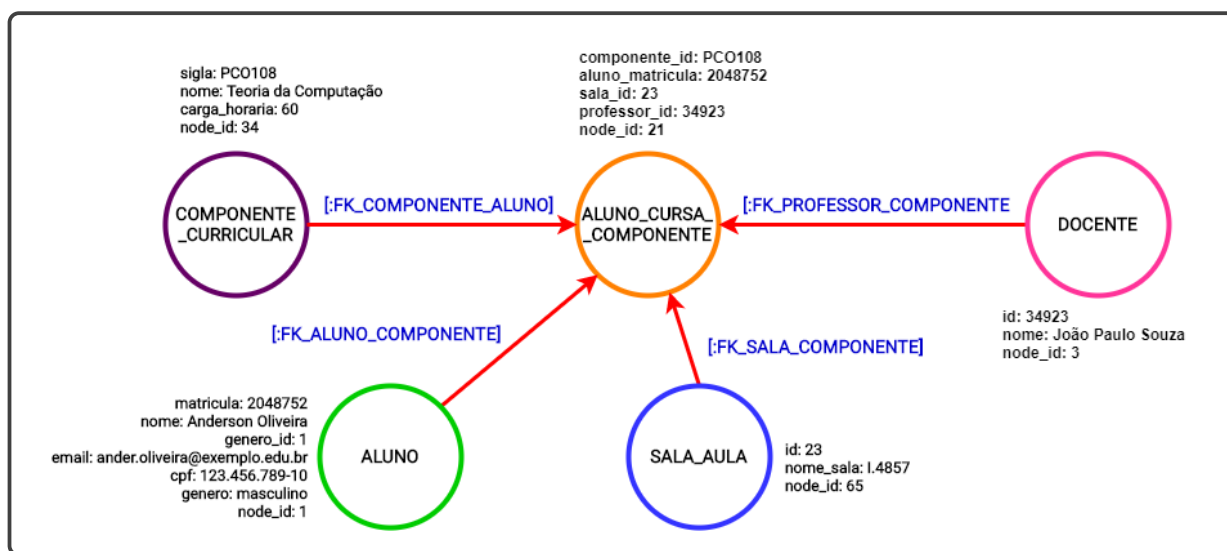 sigla: PCO108
nome: Teoria da Computação
carga_horaria: 60
node_id: 34
componente_id: PCO108
aluno_matricula: 2048752
sala_id: 23
professor_id: 34923
node_id: 21
COMPONENTE
_CURRICULAR
[:FK_COMPONENTE_ALUNO]
ALUNO_CURSA_
_COMPONENTE
[:FK_PROFESSOR_COMPONENTE
DOCENTE
id: 34923
nome: João Paulo Souza
node_id: 3
[:FK_ALUNO_COMPONENTE]
[:FK_SALA_COMPONENTE]
matricula: 2048752
nome: Anderson Oliveira
genero_id: 1
email: ander.oliveira@exemplo.edu.br
cpf: 123.456.789-10
genero: masculino
node_id: 1
ALUNO
SALA_AULA
id: 23
nome_sala: I.4857
node_id: 65